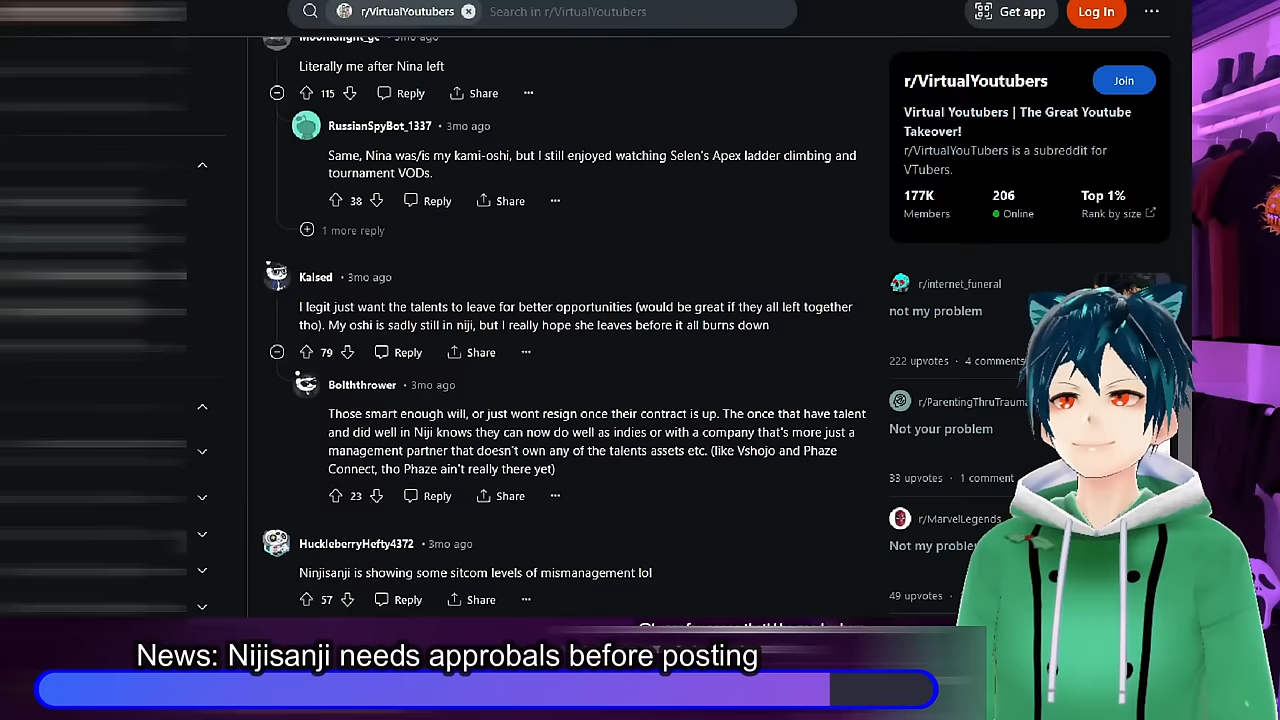 r/VirtualYoutubers
Search in r/VirtualYoutubers
Get app
Log In
Moonknight_gc • 3mo ago
Literally me after Nina left
115 Reply Share
RussianSpyBot_1337 • 3mo ago
Same, Nina was/is my kami-oshi, but I still enjoyed watching Selen's Apex ladder climbing and
tournament VODs.
38 Reply Share
1 more reply
Kalsed • 3mo ago
I legit just want the talents to leave for better opportunities (would be great if they all left together
tho). My oshi is sadly still in niji, but I really hope she leaves before it all burns down
79 Reply Share
Bolththrower • 3mo ago
Those smart enough will, or just wont resign once their contract is up. The once that have talent
and did well in Niji knows they can now do well as indies or with a company that's more just a
management partner that doesn't own any of the talents assets etc. (like Vshojo and Phaze
Connect, tho Phaze ain't really there yet)
23 Reply Share
HuckleberryHefty4372 • 3mo ago
Ninjisanji is showing some sitcom levels of mismanagement lol
57 Reply Share
r/VirtualYoutubers
Join
Virtual Youtubers | The Great Youtube
Takeover!
r/VirtualYouTubers is a subreddit for
VTubers.
177K 206 Top 1%
Members Online Rank by size
r/internet_funeral
not my problem
222 upvotes · 4 comments
r/ParentingThruTrauma
Not your problem
33 upvotes · 1 comment
r/MarvelLegends
Not my
49 upvotes ·
News: Nijisanji needs approbals before posting